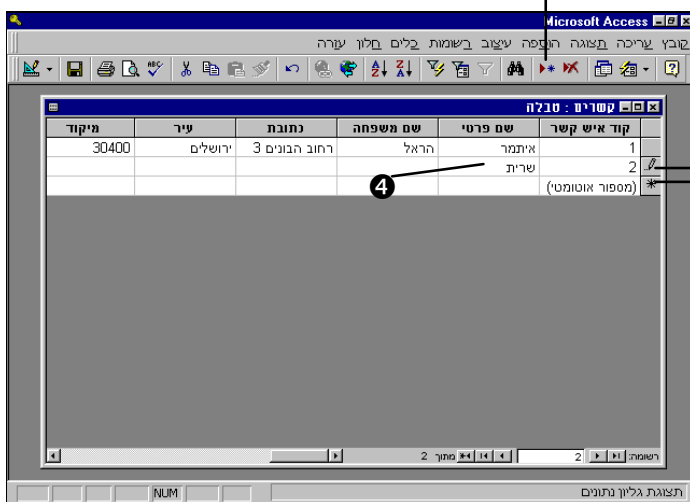 Microsoft Access
קובץ עריכה תצוגה הוספה עיצוב רשומות כלים חלון עזרה
קשרים : טבלה
קוד איש קשר שם פרטי שם משפחה כתובת עיר מיקוד
1 איתמר הראל רחוב הבונים 3 ירושלים 30400
2 שרית
(מספור אוטומטי)
4
רשומה: 2 מתוך 2
תצוגת גליון נתונים NUM